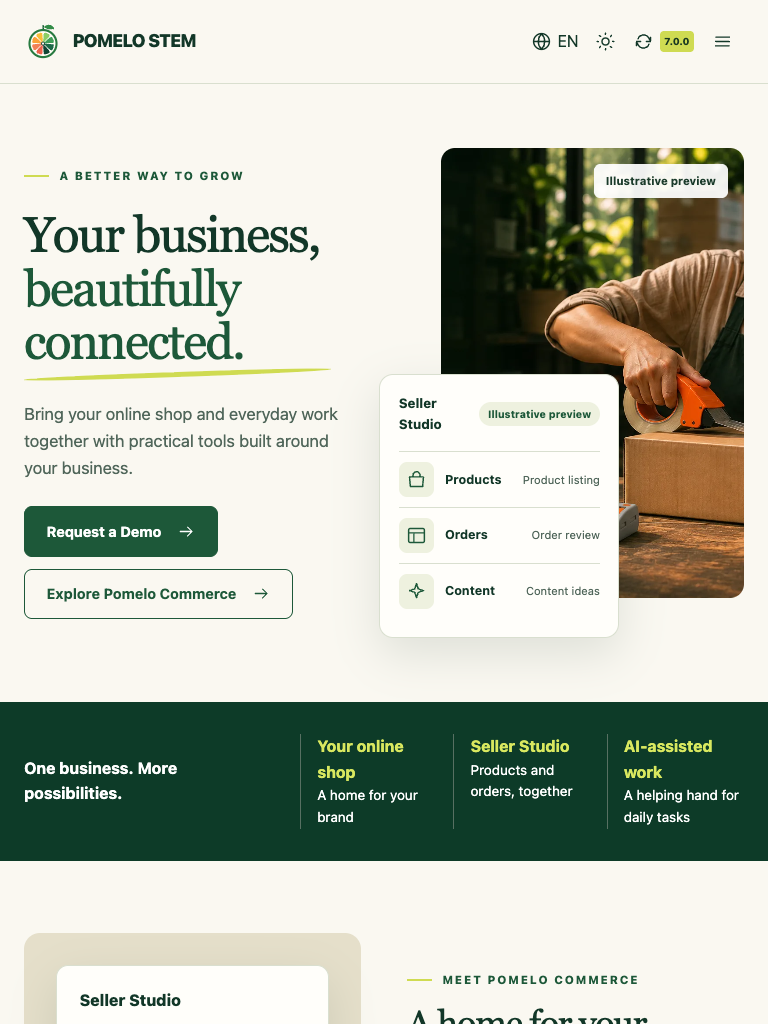 POMELO STEM
EN
7.0.0
A BETTER WAY TO GROW
Your business,
beautifully
connected.
Bring your online shop and everyday work
together with practical tools built around
your business.
Request a Demo
Explore Pomelo Commerce
Illustrative preview
Seller
Studio
Illustrative preview
Products
Product listing
Orders
Order review
Content
Content ideas
One business. More
possibilities.
Your online
shop
A home for your
brand
Seller Studio
Products and
orders, together
AI-assisted
work
A helping hand for
daily tasks
Seller Studio
MEET POMELO COMMERCE
A home for your